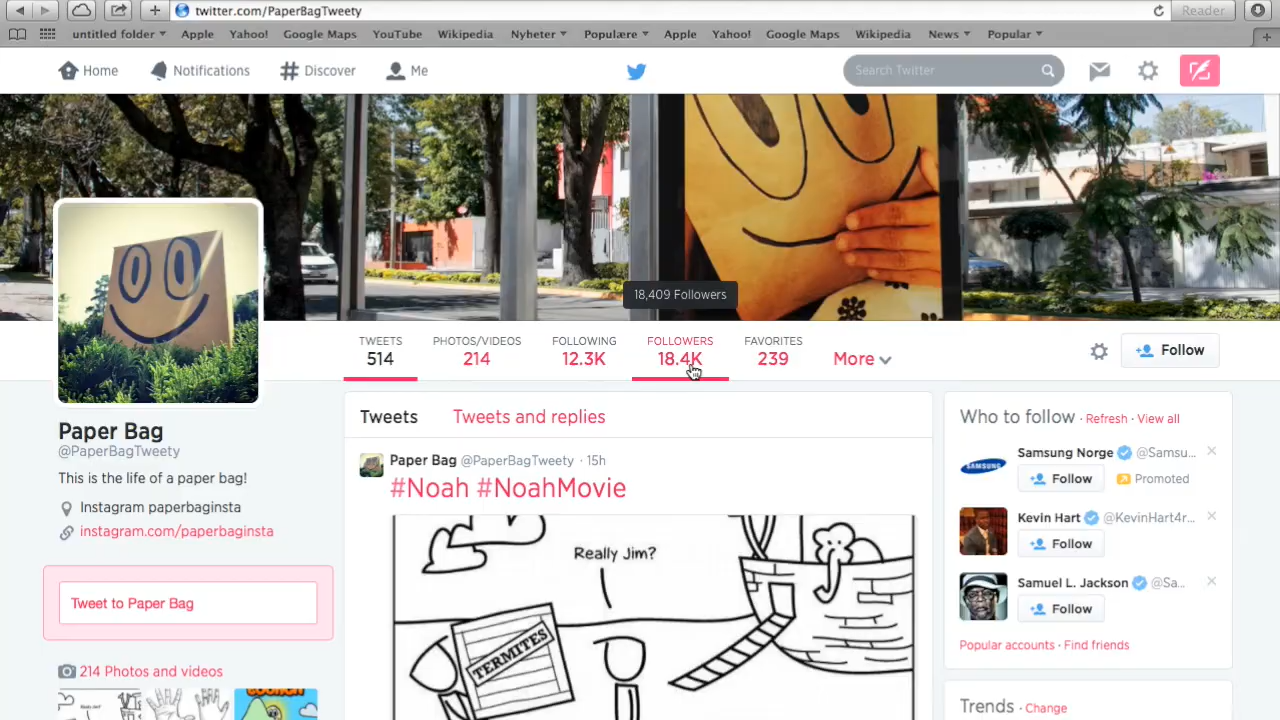 twitter.com/PaperBagTweety
Reader
untitled folder Apple Yahoo! Google Maps YouTube Wikipedia Nyheter Populære Apple Yahoo! Google Maps Wikipedia News Popular
Home Notifications Discover Me
Search Twitter
18,409 Followers
TWEETS
514
PHOTOS/VIDEOS
214
FOLLOWING
12.3K
FOLLOWERS
18.4K
FAVORITES
239
More
Follow
Paper Bag
@PaperBagTweety
This is the life of a paper bag!
Instagram paperbaginsta
instagram.com/paperbaginsta
Tweet to Paper Bag
214 Photos and videos
Tweets Tweets and replies
Paper Bag @PaperBagTweety · 15h
#Noah #NoahMovie
Really Jim?
TERMITES
Who to follow · Refresh · View all
SAMSUNG
Samsung Norge @Samsu...
Follow Promoted
Kevin Hart @KevinHart4r...
Follow
Samuel L. Jackson @Sa...
Follow
Popular accounts · Find friends
Trends · Change